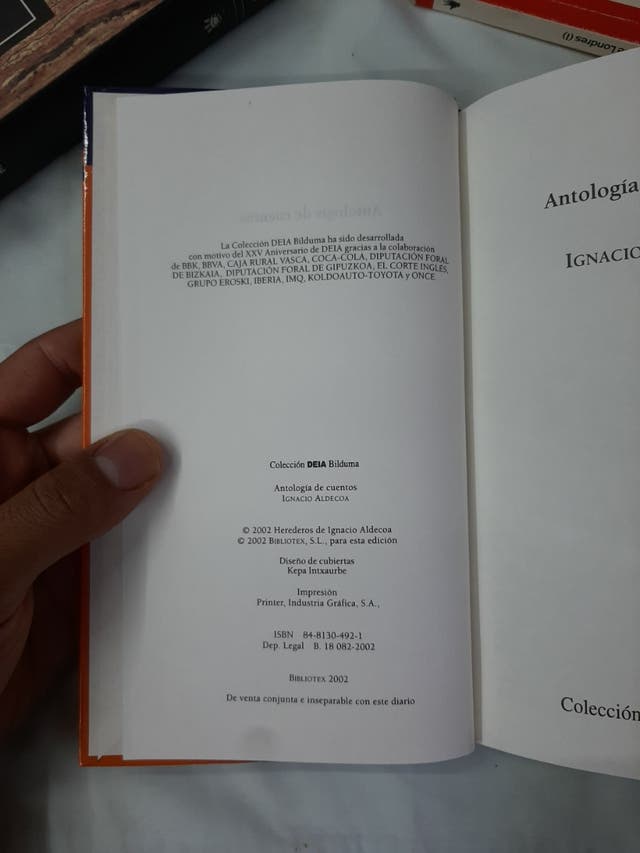 e Londres (I)
Antología de cuentos
La Colección DEIA Bilduma ha sido desarrollada
con motivo del XXV Aniversario de DEIA gracias a la colaboración
de BBK, BBVA, CAJA RURAL VASCA, COCA-COLA, DIPUTACIÓN FORAL
DE BIZKAIA, DIPUTACIÓN FORAL DE GIPUZKOA, EL CORTE INGLÉS,
GRUPO EROSKI, IBERIA, IMQ, KOLDOAUTO-TOYOTA y ONCE
Colección DEIA Bilduma
Antología de cuentos
IGNACIO ALDECOA
© 2002 Herederos de Ignacio Aldecoa
© 2002 BIBLIOTEX, S.L., para esta edición
Diseño de cubiertas
Kepa Intxaurbe
Impresión
Printer, Industria Gráfica, S.A.,
ISBN 84-8130-492-1
Dep. Legal B. 18 082-2002
BIBLIOTEX 2002
De venta conjunta e inseparable con este diario
Antología
IGNACIO
Colección